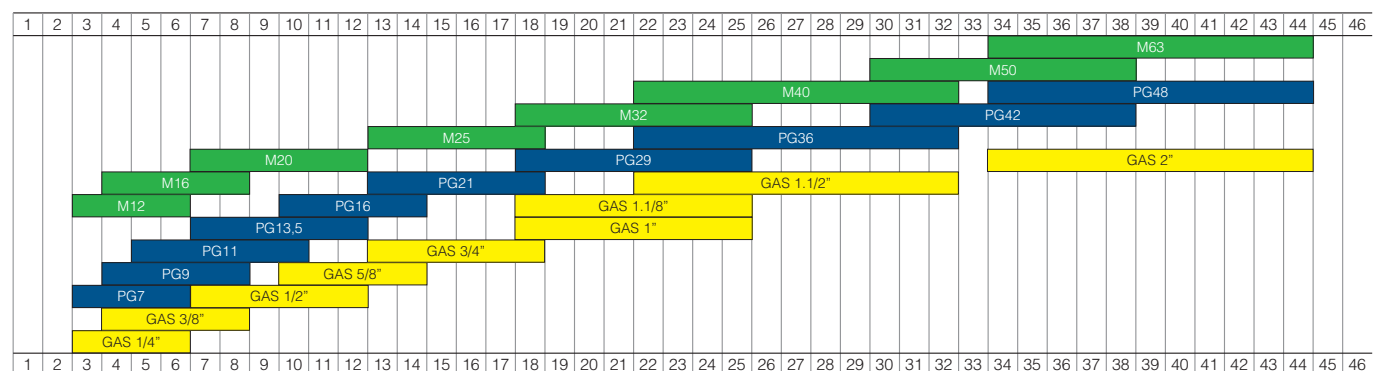 1 2 3 4 5 6 7 8 9 10 11 12 13 14 15 16 17 18 19 20 21 22 23 24 25 26 27 28 29 30 31 32 33 34 35 36 37 38 39 40 41 42 43 44 45 46
M63
M50
M40 PG48
M32 PG42
M25 PG36
M20 PG29 GAS 2”
M16 PG21 GAS 1.1/2”
M12 PG16 GAS 1.1/8”
PG13,5 GAS 1”
PG11 GAS 3/4”
PG9 GAS 5/8”
PG7 GAS 1/2”
GAS 3/8”
GAS 1/4”
1 2 3 4 5 6 7 8 9 10 11 12 13 14 15 16 17 18 19 20 21 22 23 24 25 26 27 28 29 30 31 32 33 34 35 36 37 38 39 40 41 42 43 44 45 46